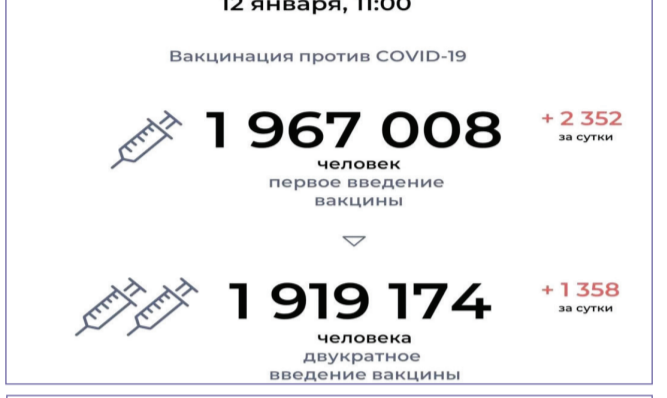 12 января, 11:00
Вакцинация против COVID-19
1 967 008
+ 2 352
за сутки
человек
первое введение
вакцины
1 919 174
+ 1 358
за сутки
человека
двукратное
введение вакцины